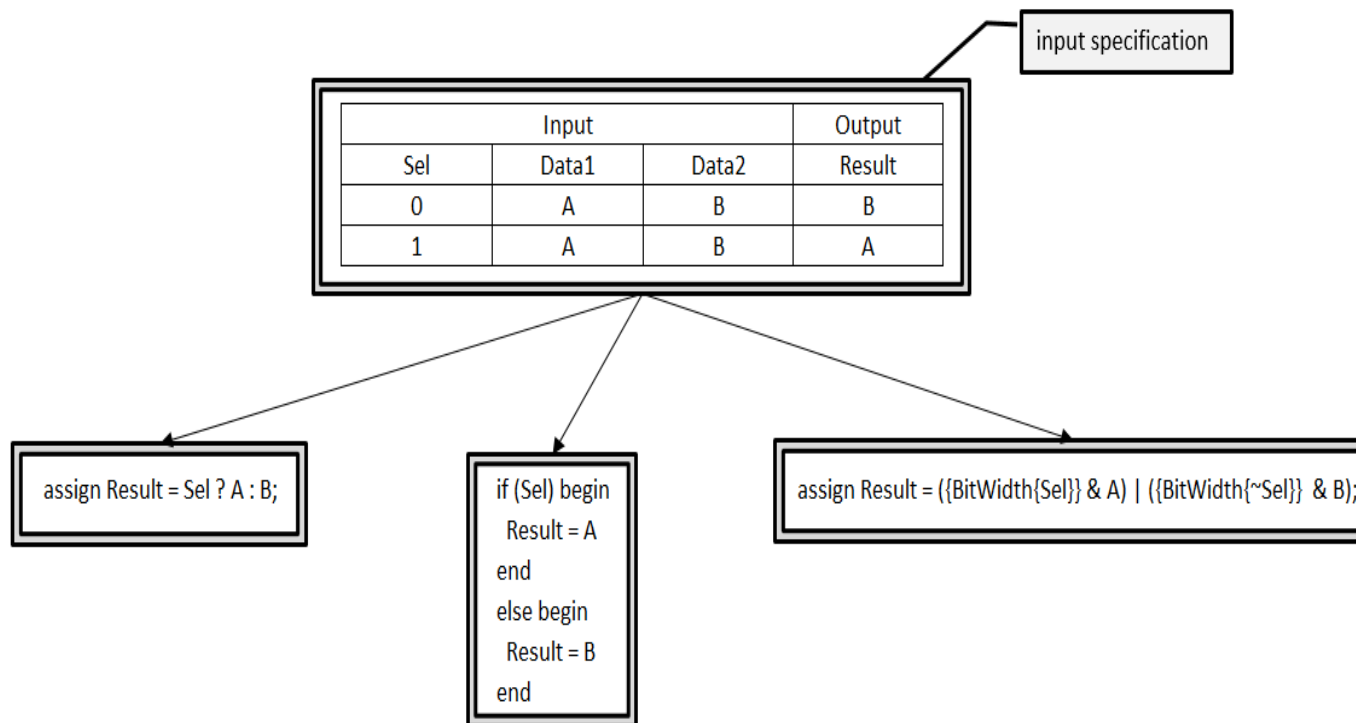 input specification
Input Output
Sel Data1 Data2 Result
0 A B B
1 A B A
assign Result = Sel ? A : B;
if (Sel) begin
Result = A
end
else begin
Result = B
end
assign Result = ({BitWidth{Sel}} & A) | ({BitWidth{~Sel}} & B);